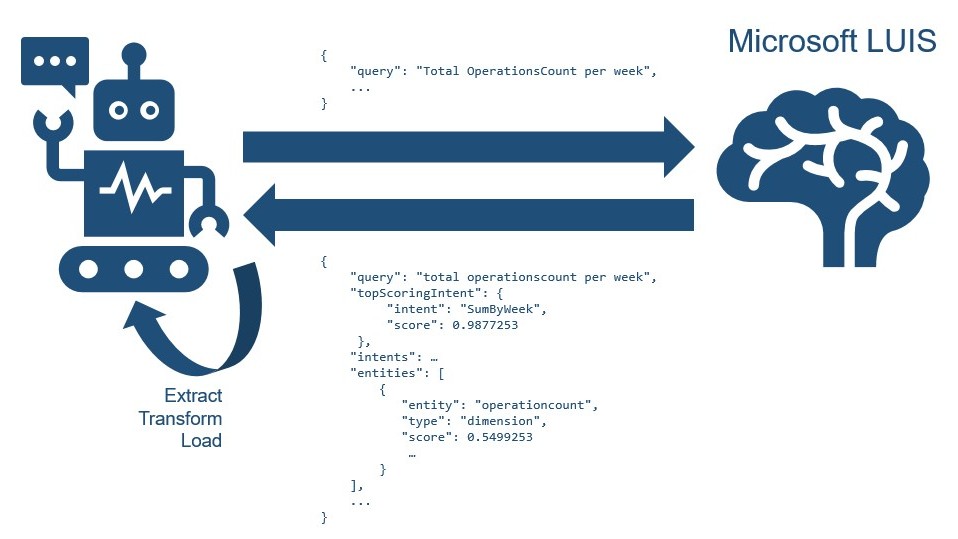 Microsoft LUIS
{
"query": "Total OperationsCount per week",
...
}
{
"query": "total operationscount per week",
"topScoringIntent": {
"intent": "SumByWeek",
"score": 0.9877253
},
"intents": …
"entities": [
{
"entity": "operationcount",
"type": "dimension",
"score": 0.5499253
…
}
],
...
}
Extract
Transform
Load